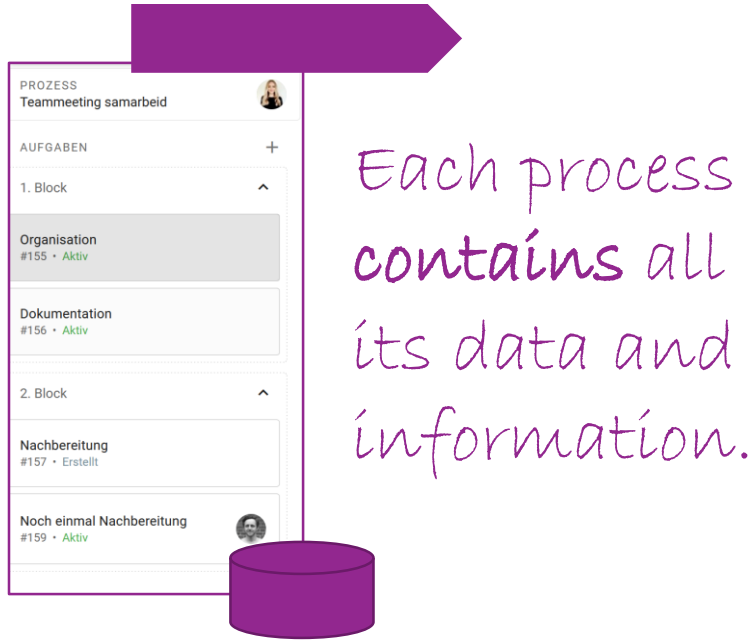 PROZESS
Teammeeting samarbeid
AUFGABEN
1. Block
Organisation
#155 • Aktiv
Dokumentation
#156 • Aktiv
2. Block
Nachbereitung
#157 • Erstellt
Noch einmal Nachbereitung
#159 • Aktiv
Each process
contains all
its data and
information.